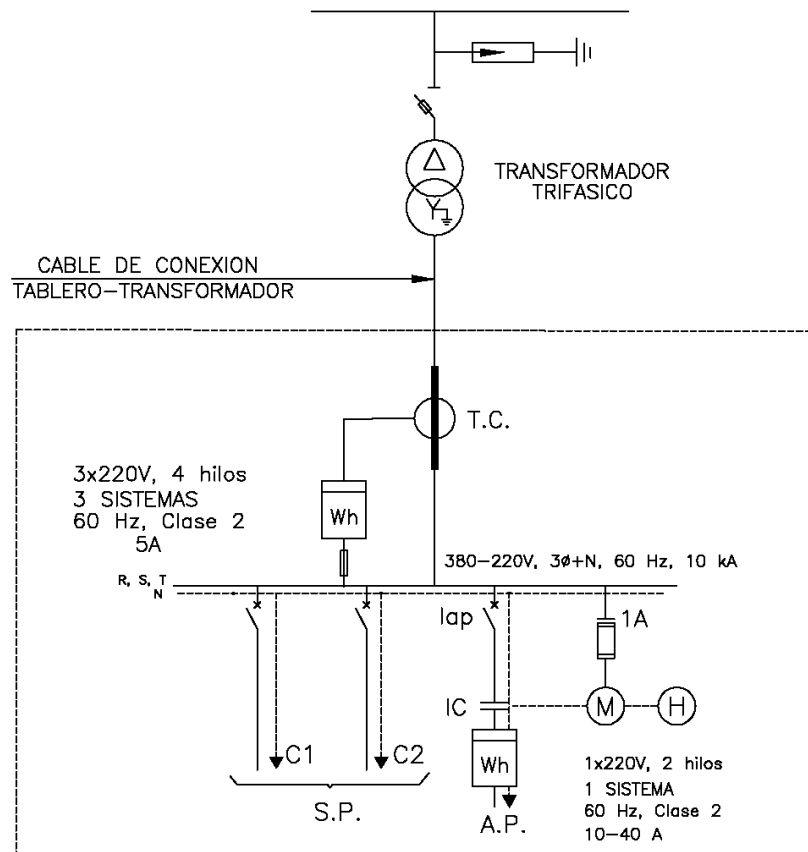 TRANSFORMADOR
TRIFASICO
CABLE DE CONEXION
TABLERO-TRANSFORMADOR
T.C.
3x220V, 4 hilos
3 SISTEMAS
60 Hz, Clase 2
5A
Wh
380-220V, 3ø+N, 60 Hz, 10 kA
R, S, T
N
Iap
1A
IC
M
H
C1
C2
Wh
S.P.
A.P.
1x220V, 2 hilos
1 SISTEMA
60 Hz, Clase 2
10-40 A